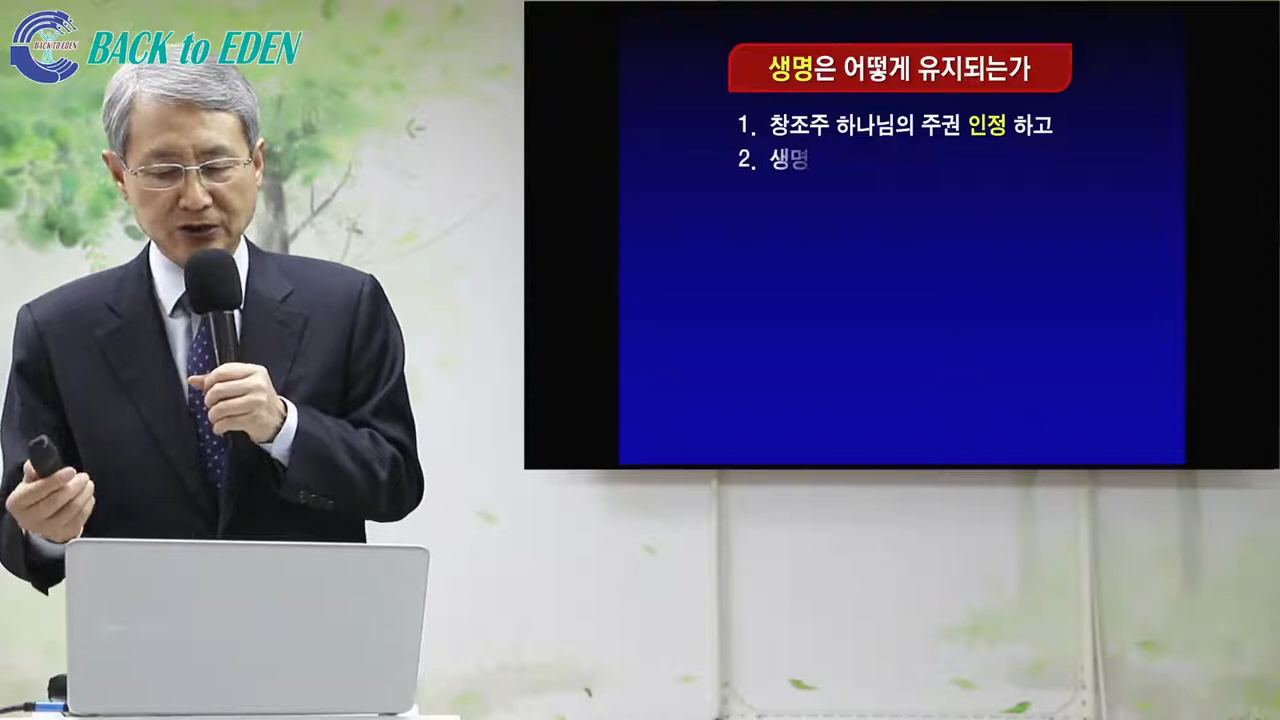 BACK TO EDEN
BACK to EDEN
생명은 어떻게 유지되는가
1. 창조주 하나님의 주권 인정 하고
2. 생명